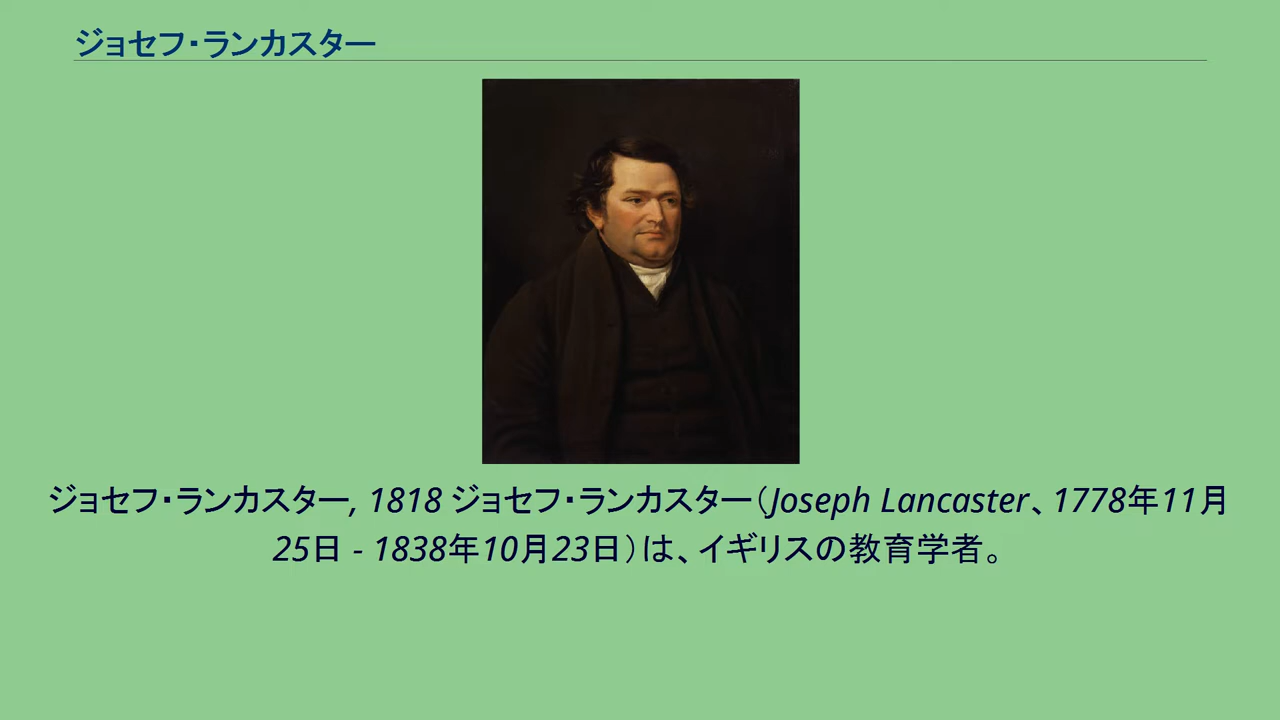 ジョセフ・ランカスター
ジョセフ・ランカスター, 1818 ジョセフ・ランカスター（Joseph Lancaster、1778年11月
25日 - 1838年10月23日）は、イギリスの教育学者。